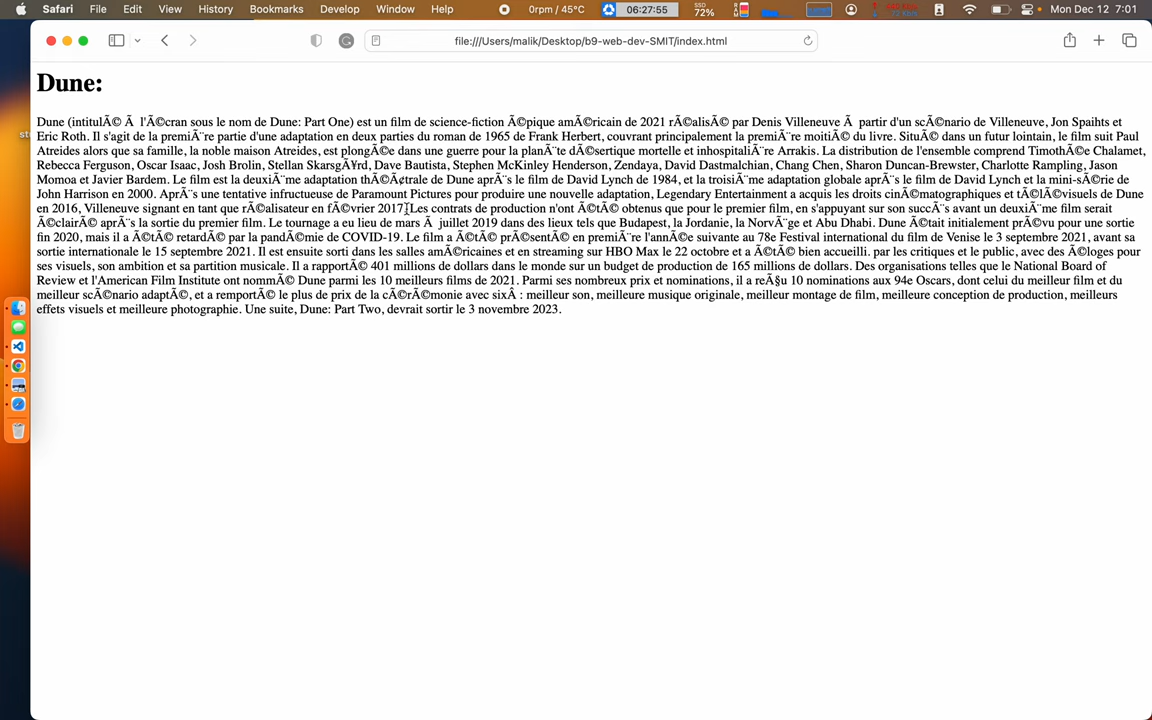 Safari File Edit View History Bookmarks Develop Window Help 0rpm / 45°C 06:27:55 SSD 72% Mon Dec 12 7:01
file:///Users/malik/Desktop/b9-web-dev-SMIT/index.html
Dune:
Dune (intitulÃ© Ã  l'Ã©cran sous le nom de Dune: Part One) est un film de science-fiction Ã©pique amÃ©ricain de 2021 rÃ©alisÃ© par Denis Villeneuve Ã  partir d'un scÃ©nario de Villeneuve, Jon Spaihts et
Eric Roth. Il s'agit de la premiÃ¨re partie d'une adaptation en deux parties du roman de 1965 de Frank Herbert, couvrant principalement la premiÃ¨re moitiÃ© du livre. SituÃ© dans un futur lointain, le film suit Paul
Atreides alors que sa famille, la noble maison Atreides, est plongÃ©e dans une guerre pour la planÃ¨te dÃ©sertique mortelle et inhospitaliÃ¨re Arrakis. La distribution de l'ensemble comprend TimothÃ©e Chalamet,
Rebecca Ferguson, Oscar Isaac, Josh Brolin, Stellan SkarsgÃ¥rd, Dave Bautista, Stephen McKinley Henderson, Zendaya, David Dastmalchian, Chang Chen, Sharon Duncan-Brewster, Charlotte Rampling, Jason
Momoa et Javier Bardem. Le film est la deuxiÃ¨me adaptation thÃ©Ã¢trale de Dune aprÃ¨s le film de David Lynch de 1984, et la troisiÃ¨me adaptation globale aprÃ¨s le film de David Lynch et la mini-sÃ©rie de
John Harrison en 2000. AprÃ¨s une tentative infructueuse de Paramount Pictures pour produire une nouvelle adaptation, Legendary Entertainment a acquis les droits cinÃ©matographiques et tÃ©lÃ©visuels de Dune
en 2016, Villeneuve signant en tant que rÃ©alisateur en fÃ©vrier 2017. Les contrats de production n'ont Ã©tÃ© obtenus que pour le premier film, en s'appuyant sur son succÃ¨s avant un deuxiÃ¨me film serait
Ã©clairÃ© aprÃ¨s la sortie du premier film. Le tournage a eu lieu de mars Ã  juillet 2019 dans des lieux tels que Budapest, la Jordanie, la NorvÃ¨ge et Abu Dhabi. Dune Ã©tait initialement prÃ©vu pour une sortie
fin 2020, mais il a Ã©tÃ© retardÃ© par la pandÃ©mie de COVID-19. Le film a Ã©tÃ© prÃ©sentÃ© en premiÃ¨re l'annÃ©e suivante au 78e Festival international du film de Venise le 3 septembre 2021, avant sa
sortie internationale le 15 septembre 2021. Il est ensuite sorti dans les salles amÃ©ricaines et en streaming sur HBO Max le 22 octobre et a Ã©tÃ© bien accueilli. par les critiques et le public, avec des Ã©loges pour
ses visuels, son ambition et sa partition musicale. Il a rapportÃ© 401 millions de dollars dans le monde sur un budget de production de 165 millions de dollars. Des organisations telles que le National Board of
Review et l'American Film Institute ont nommÃ© Dune parmi les 10 meilleurs films de 2021. Parmi ses nombreux prix et nominations, il a reÃ§u 10 nominations aux 94e Oscars, dont celui du meilleur film et du
meilleur scÃ©nario adaptÃ©, et a remportÃ© le plus de prix de la cÃ©rÃ©monie avec sixÂ : meilleur son, meilleure musique originale, meilleur montage de film, meilleure conception de production, meilleurs
effets visuels et meilleure photographie. Une suite, Dune: Part Two, devrait sortir le 3 novembre 2023.